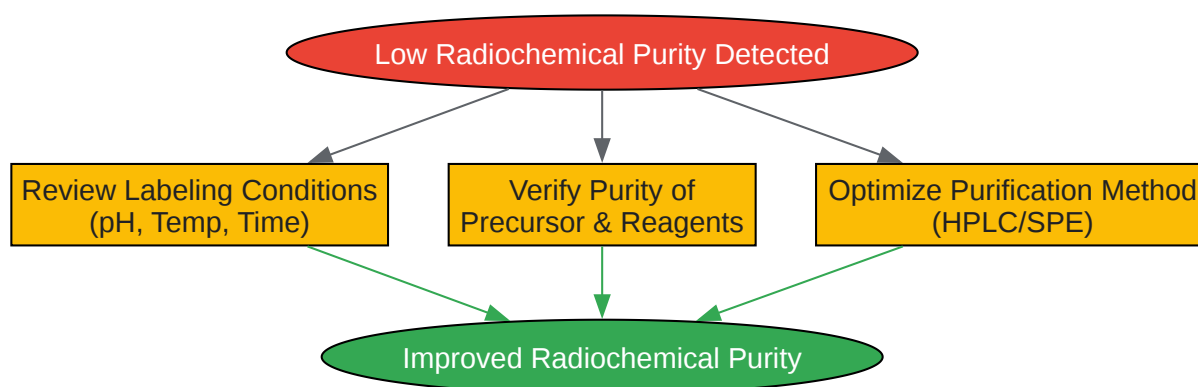 Low Radiochemical Purity Detected
Review Labeling Conditions
(pH, Temp, Time)
Verify Purity of
Precursor & Reagents
Optimize Purification Method
(HPLC/SPE)
Improved Radiochemical Purity